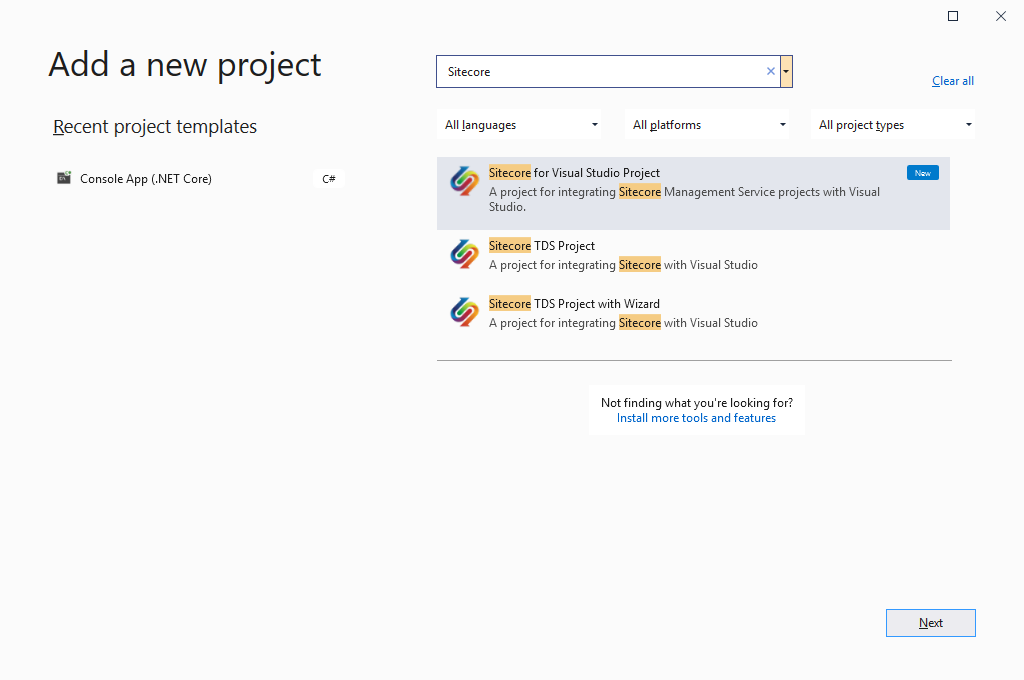 Add a new project
Recent project templates
Console App (.NET Core)
C#
Sitecore
Clear all
All languages
All platforms
All project types
Sitecore for Visual Studio Project
New
A project for integrating Sitecore Management Service projects with Visual
Studio.
Sitecore TDS Project
A project for integrating Sitecore with Visual Studio
Sitecore TDS Project with Wizard
A project for integrating Sitecore with Visual Studio
Not finding what you're looking for?
Install more tools and features
Next